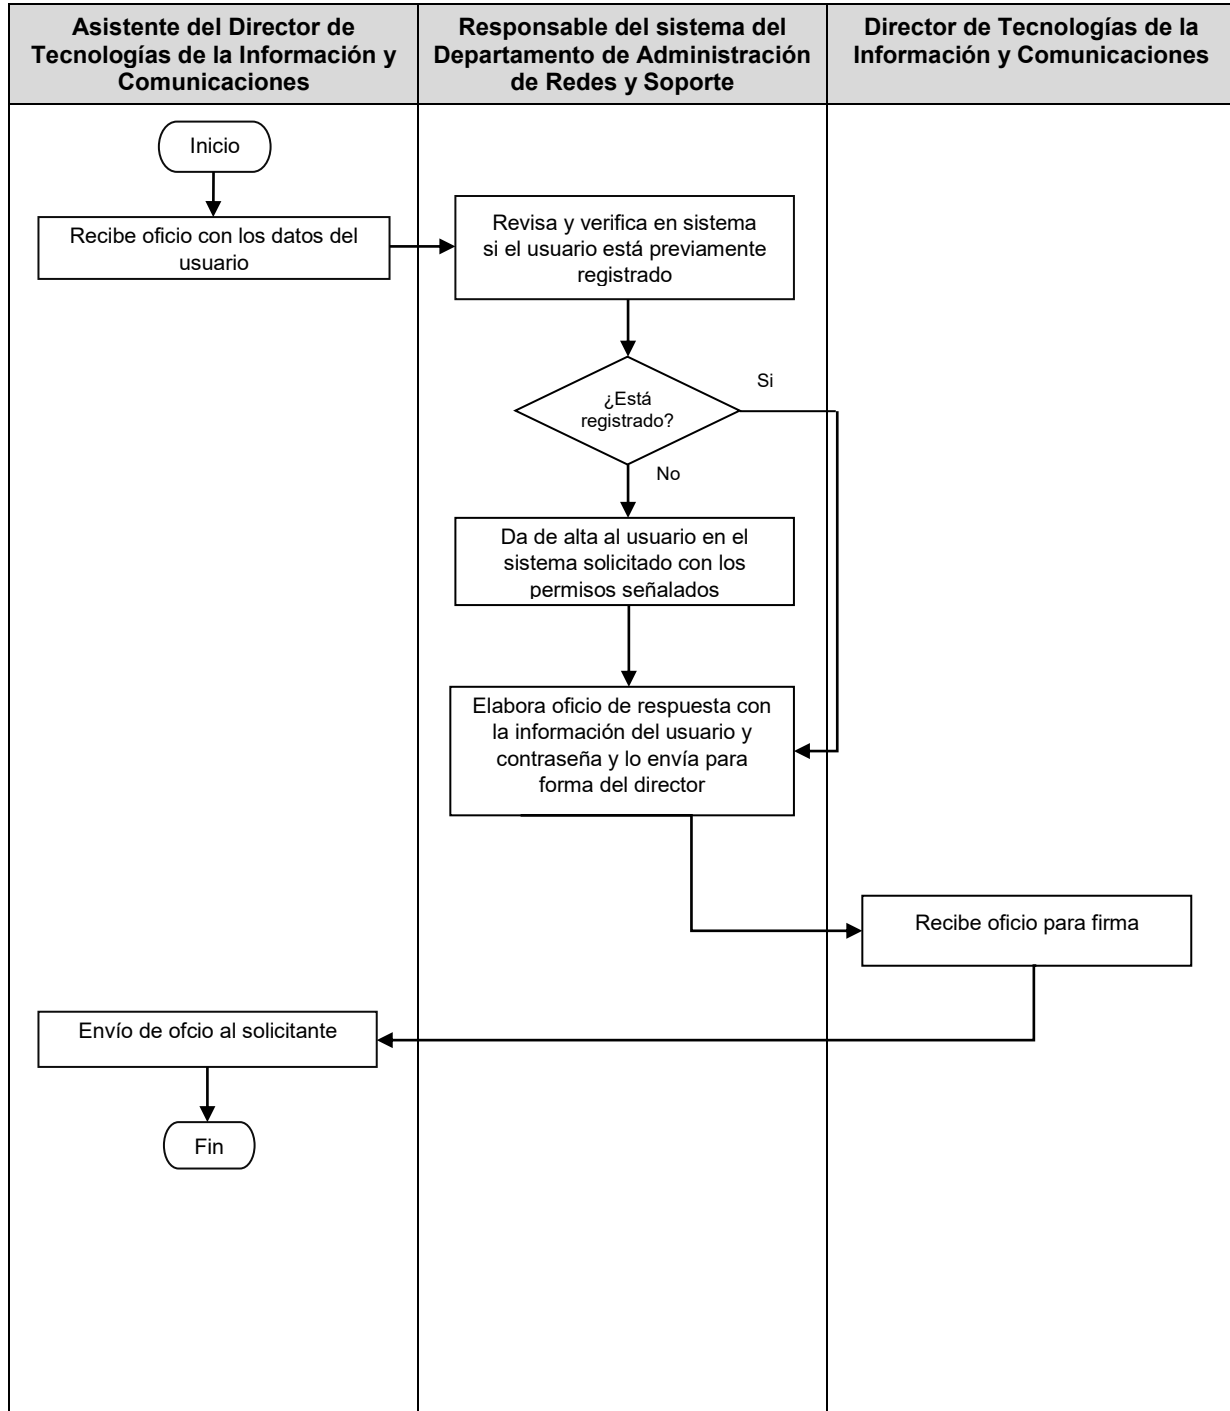 Asistente del Director de
Tecnologías de la Información y
Comunicaciones
Responsable del sistema del
Departamento de Administración
de Redes y Soporte
Director de Tecnologías de la
Información y Comunicaciones
Inicio
Recibe oficio con los datos del
usuario
Revisa y verifica en sistema
si el usuario está previamente
registrado
¿Está
registrado?
Si
No
Da de alta al usuario en el
sistema solicitado con los
permisos señalados
Elabora oficio de respuesta con
la información del usuario y
contraseña y lo envía para
forma del director
Recibe oficio para firma
Envío de ofcio al solicitante
Fin